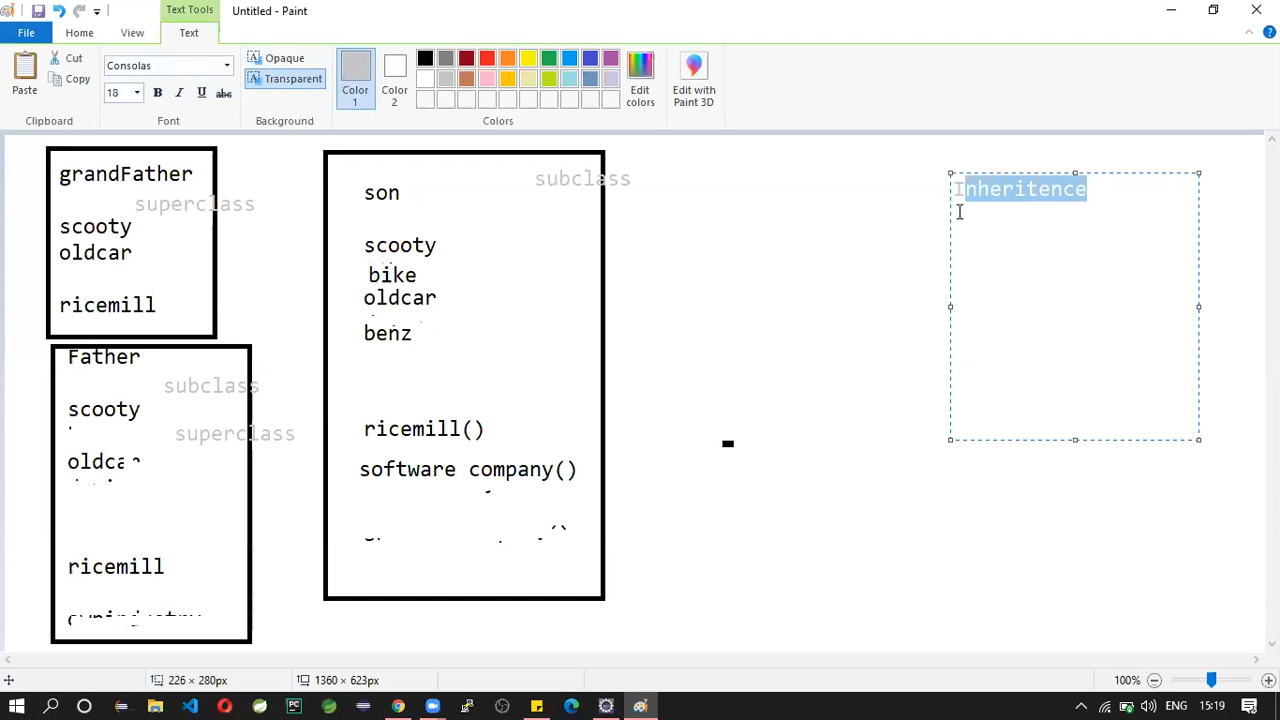 Text Tools
Untitled - Paint
File
Home
View
Text
Paste
Cut
Copy
Clipboard
Consolas
18
B
I
U
abc
Font
Opaque
Transparent
Background
Color
1
Color
2
Edit
colors
Edit with
Paint 3D
Colors
grandFather
superclass
scooty
oldcar
ricemill
Father
subclass
scooty
superclass
oldcar
ricemill
subclass
son
scooty
bike
oldcar
benz
ricemill()
software company()
Inheritence
226 × 280px
1360 × 623px
100%
ENG
15:19